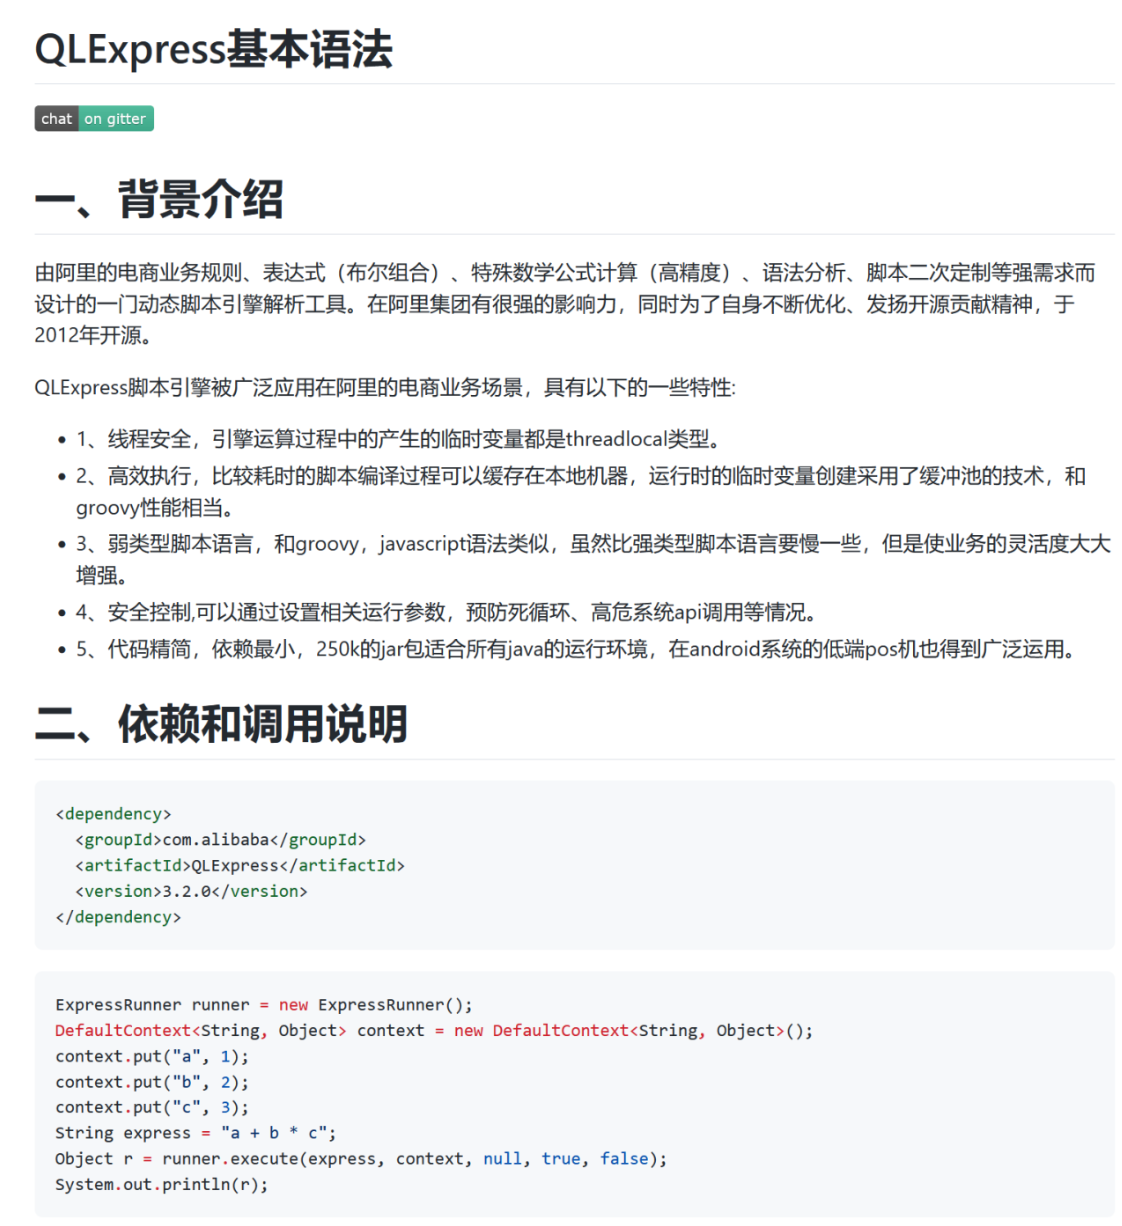 QLExpress基本语法
chat on gitter
一、背景介绍
由阿里的电商业务规则、表达式（布尔组合）、特殊数学公式计算（高精度）、语法分析、脚本二次定制等强需求而
设计的一门动态脚本引擎解析工具。在阿里集团有很强的影响力，同时为了自身不断优化、发扬开源贡献精神，于
2012年开源。
QLExpress脚本引擎被广泛应用在阿里的电商业务场景，具有以下的一些特性:
• 1、线程安全，引擎运算过程中的产生的临时变量都是threadlocal类型。
• 2、高效执行，比较耗时的脚本编译过程可以缓存在本地机器，运行时的临时变量创建采用了缓冲池的技术，和
groovy性能相当。
• 3、弱类型脚本语言，和groovy，javascript语法类似，虽然比强类型脚本语言要慢一些，但是使业务的灵活度大大
增强。
• 4、安全控制,可以通过设置相关运行参数，预防死循环、高危系统api调用等情况。
• 5、代码精简，依赖最小，250k的jar包适合所有java的运行环境，在android系统的低端pos机也得到广泛运用。
二、依赖和调用说明
<dependency>
  <groupId>com.alibaba</groupId>
  <artifactId>QLExpress</artifactId>
  <version>3.2.0</version>
</dependency>
ExpressRunner runner = new ExpressRunner();
DefaultContext<String, Object> context = new DefaultContext<String, Object>();
context.put("a", 1);
context.put("b", 2);
context.put("c", 3);
String express = "a + b * c";
Object r = runner.execute(express, context, null, true, false);
System.out.println(r);